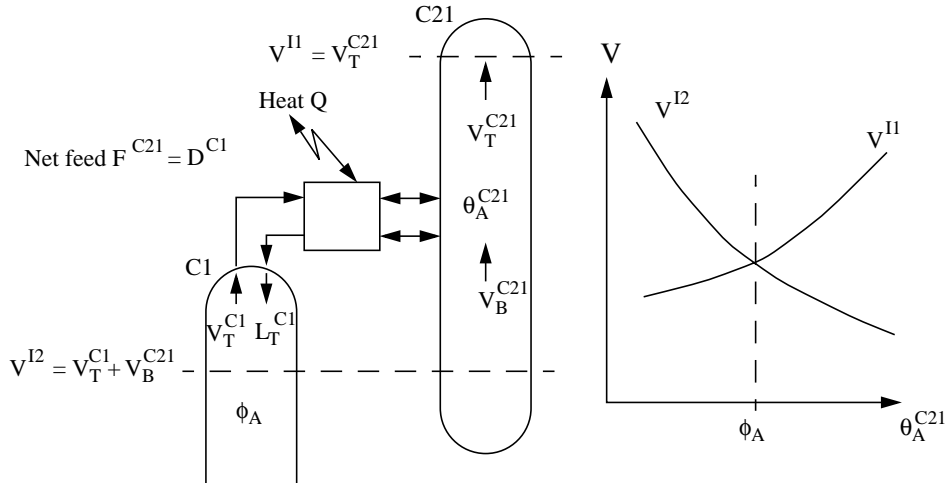 C21
V^I1 = V_T^C21
Heat Q
V_T^C21
Net feed F^C21 = D^C1
θ_A^C21
C1
V_B^C21
V_T^C1 L_T^C1
V^I2 = V_T^C1 + V_B^C21
ϕ_A
V
V^I2
V^I1
ϕ_A
θ_A^C21